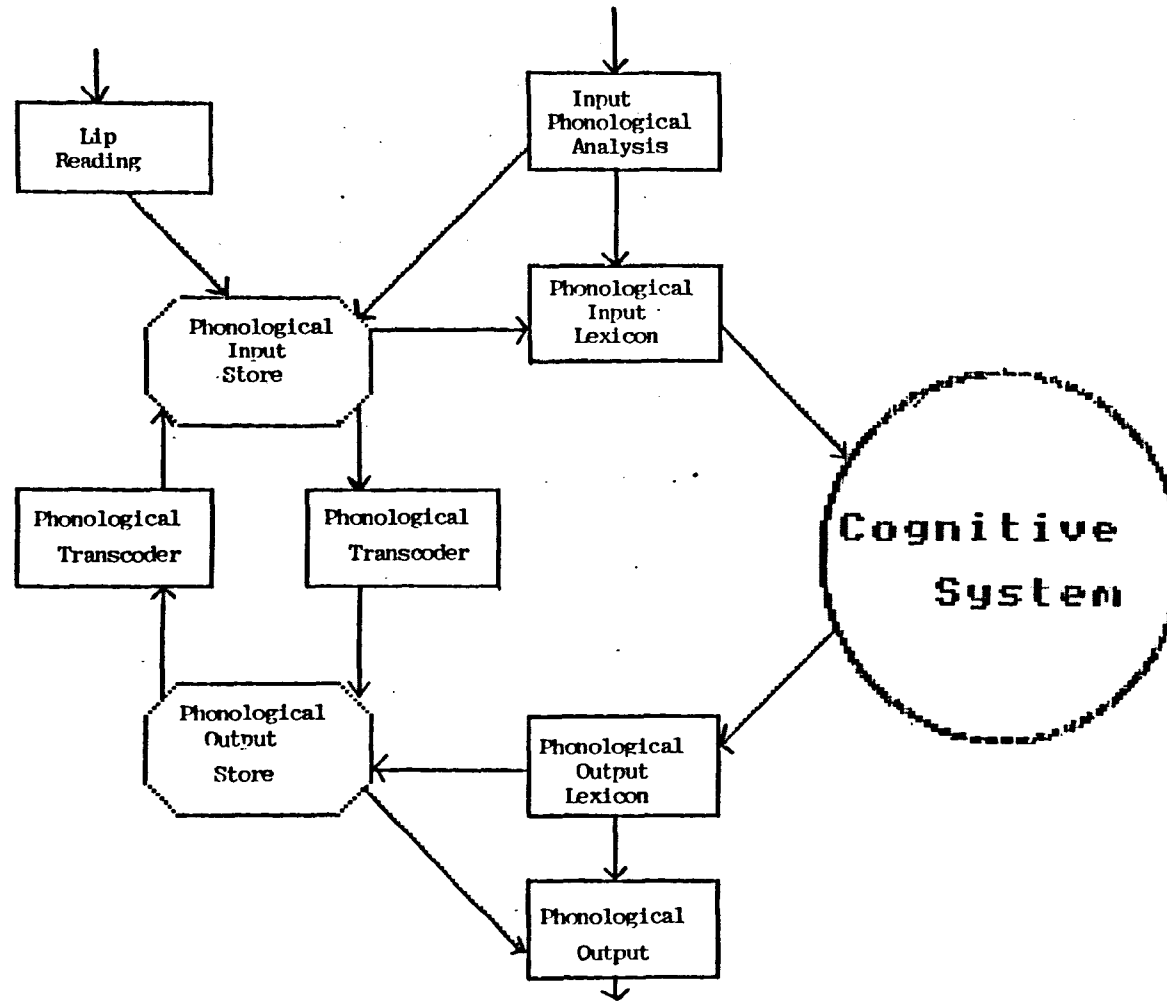 Input
Phonological
Analysis
Lip
Reading
Phonological
Input
Lexicon
Phonological
Input
Store
Phonological
Transcoder
Phonological
Transcoder
Cognitive
System
Phonological
Output
Store
Phonological
Output
Lexicon
Phonological
Output